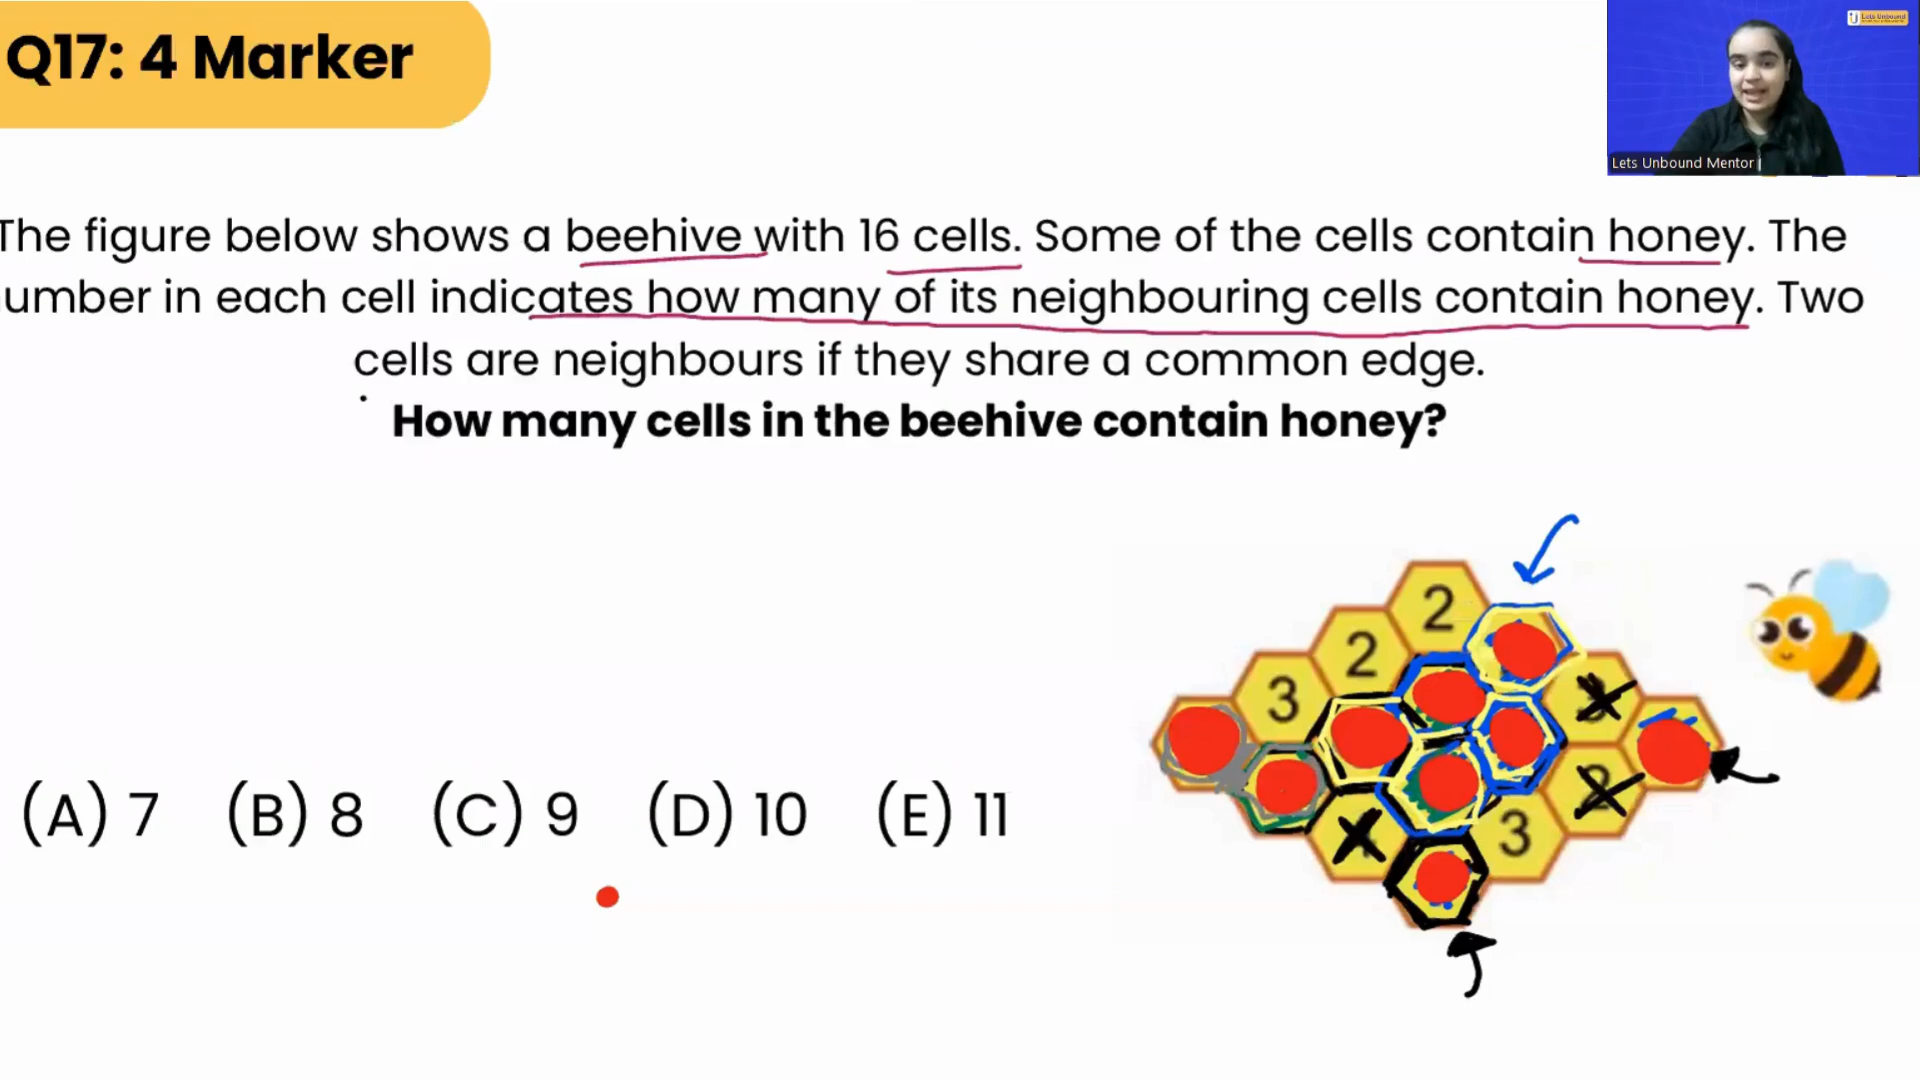 Q17: 4 Marker
Lets Unbound
Lets Unbound Mentor
The figure below shows a beehive with 16 cells. Some of the cells contain honey. The
umber in each cell indicates how many of its neighbouring cells contain honey. Two
cells are neighbours if they share a common edge.
How many cells in the beehive contain honey?
2
2
3
3
(A) 7 (B) 8 (C) 9 (D) 10 (E) 11